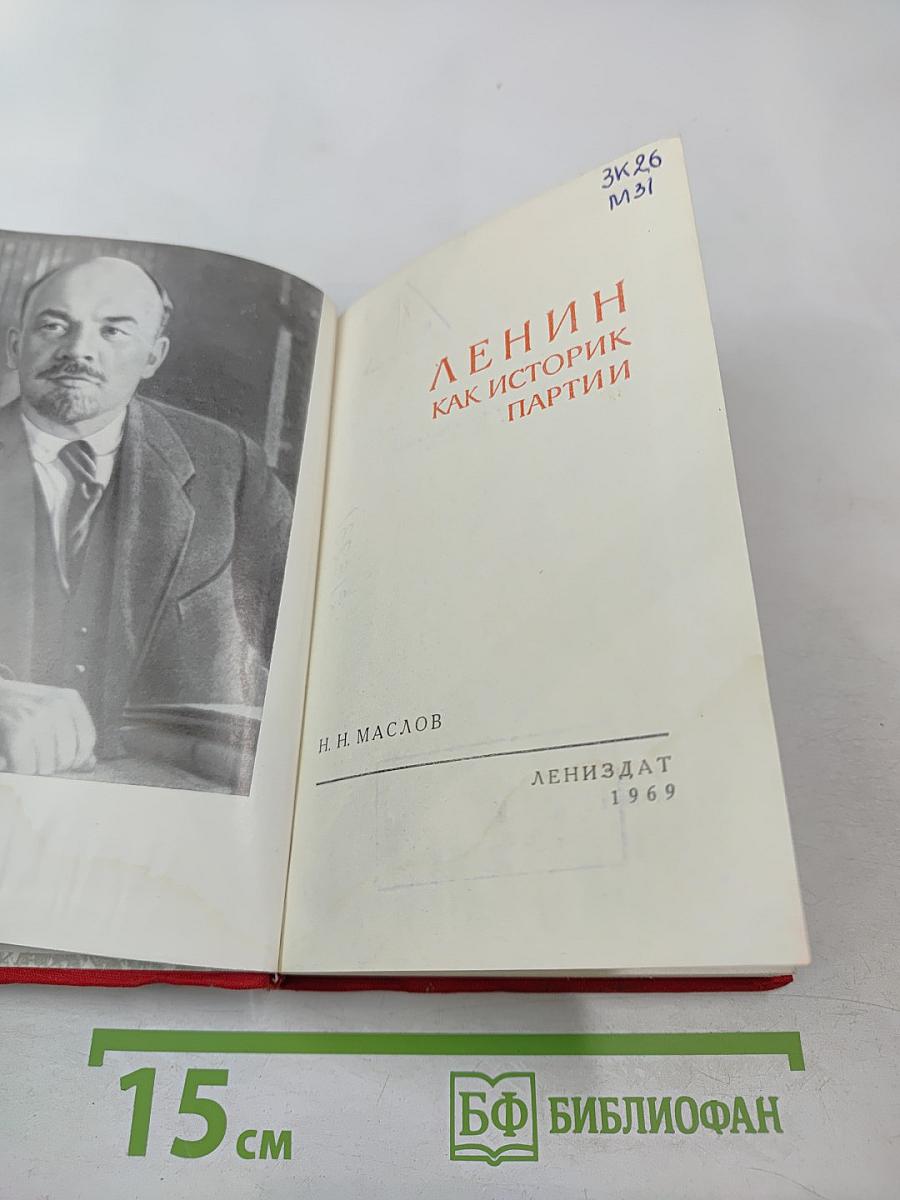 3К26
М31
ЛЕНИН
КАК ИСТОРИК
ПАРТИИ
Н. Н. МАСЛОВ
ЛЕНИЗДАТ
1969
15 см
БФ БИБЛИОФАН